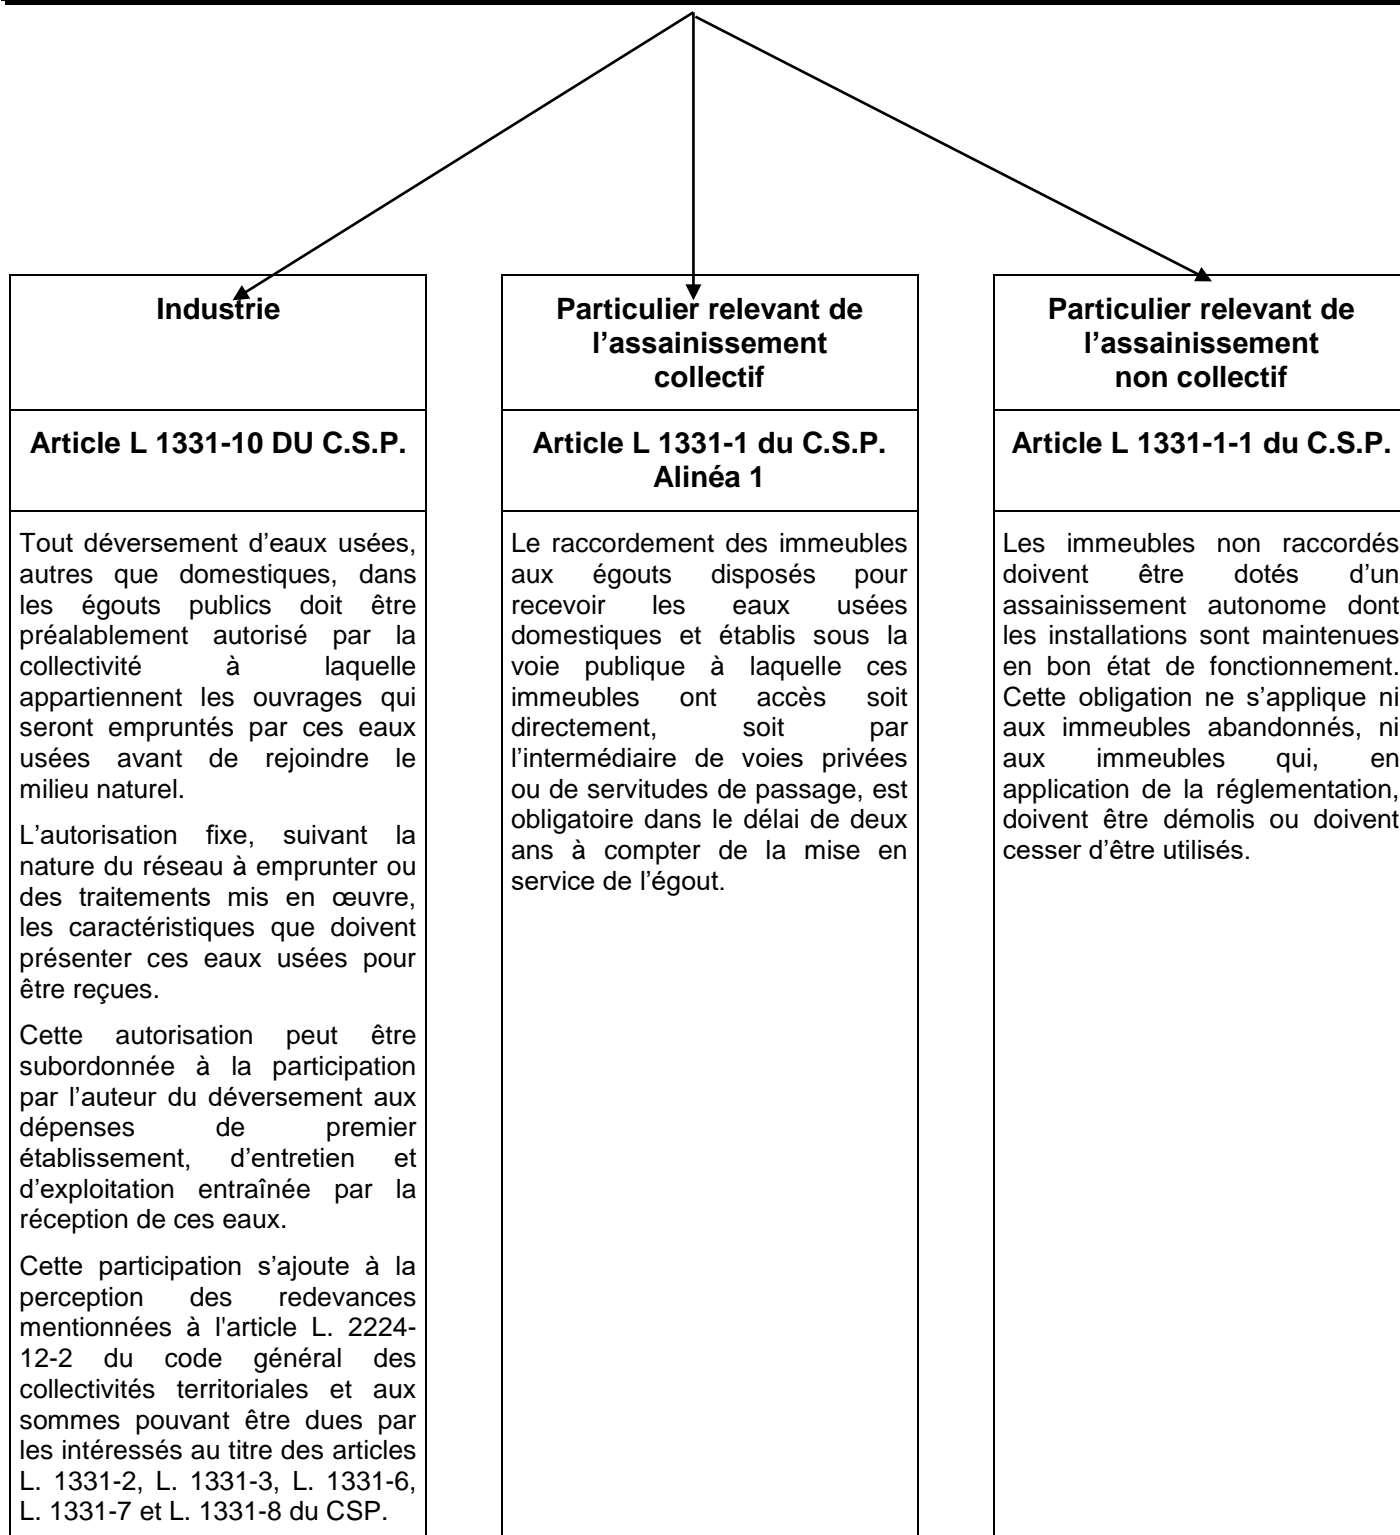 Industrie
Article L 1331-10 DU C.S.P.
Tout déversement d'eaux usées,
autres que domestiques, dans
les égouts publics doit être
préalablement autorisé par la
collectivité à laquelle
appartiennent les ouvrages qui
seront empruntés par ces eaux
usées avant de rejoindre le
milieu naturel.
L'autorisation fixe, suivant la
nature du réseau à emprunter ou
des traitements mis en œuvre,
les caractéristiques que doivent
présenter ces eaux usées pour
être reçues.
Cette autorisation peut être
subordonnée à la participation
par l'auteur du déversement aux
dépenses de premier
établissement, d'entretien et
d'exploitation entraînée par la
réception de ces eaux.
Cette participation s'ajoute à la
perception des redevances
mentionnées à l'article L. 2224-
12-2 du code général des
collectivités territoriales et aux
sommes pouvant être dues par
les intéressés au titre des articles
L. 1331-2, L. 1331-3, L. 1331-6,
L. 1331-7 et L. 1331-8 du CSP.
Particulier relevant de
l'assainissement
collectif
Article L 1331-1 du C.S.P.
Alinéa 1
Le raccordement des immeubles
aux égouts disposés pour
recevoir les eaux usées
domestiques et établis sous la
voie publique à laquelle ces
immeubles ont accès soit
directement, soit par
l'intermédiaire de voies privées
ou de servitudes de passage, est
obligatoire dans le délai de deux
ans à compter de la mise en
service de l'égout.
Particulier relevant de
l'assainissement
non collectif
Article L 1331-1-1 du C.S.P.
Les immeubles non raccordés
doivent être dotés d'un
assainissement autonome dont
les installations sont maintenues
en bon état de fonctionnement.
Cette obligation ne s'applique ni
aux immeubles abandonnés, ni
aux immeubles qui, en
application de la réglementation,
doivent être démolis ou doivent
cesser d'être utilisés.